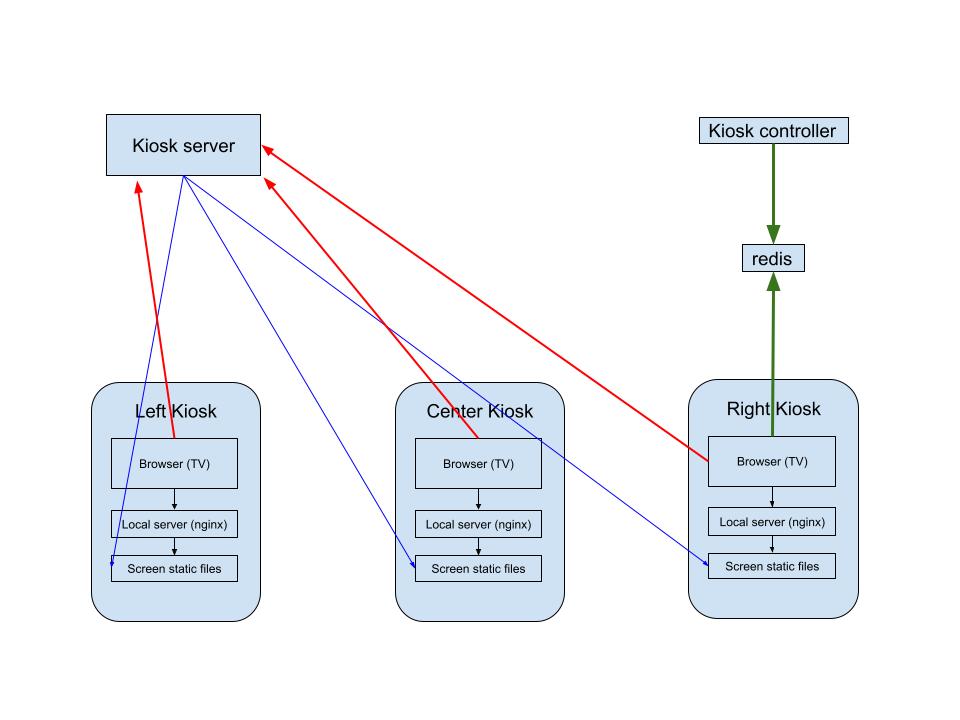 Kiosk server
Kiosk controller
redis
Left Kiosk
Browser (TV)
Local server (nginx)
Screen static files
Center Kiosk
Browser (TV)
Local server (nginx)
Screen static files
Right Kiosk
Browser (TV)
Local server (nginx)
Screen static files